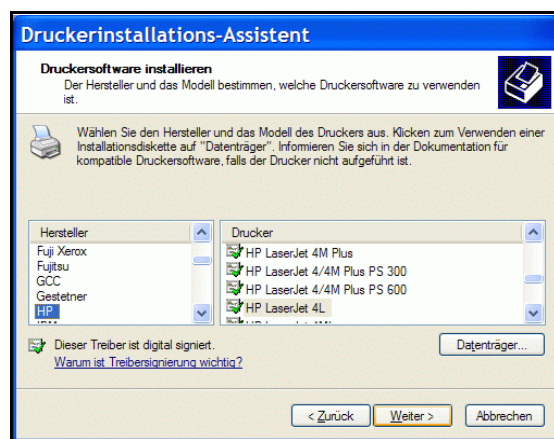 Druckerinstallations-Assistent
Druckersoftware installieren
Der Hersteller und das Modell bestimmen, welche Druckersoftware zu verwenden
ist.
Wählen Sie den Hersteller und das Modell des Druckers aus. Klicken zum Verwenden einer
Installationsdiskette auf "Datenträger". Informieren Sie sich in der Dokumentation für
kompatible Druckersoftware, falls der Drucker nicht aufgeführt ist.
Hersteller
Fuji Xerox
Fujitsu
GCC
Gestetner
HP
Drucker
HP LaserJet 4M Plus
HP LaserJet 4/4M Plus PS 300
HP LaserJet 4/4M Plus PS 600
HP LaserJet 4L
Dieser Treiber ist digital signiert.
Warum ist Treibersignierung wichtig?
Datenträger...
< Zurück
Weiter >
Abbrechen